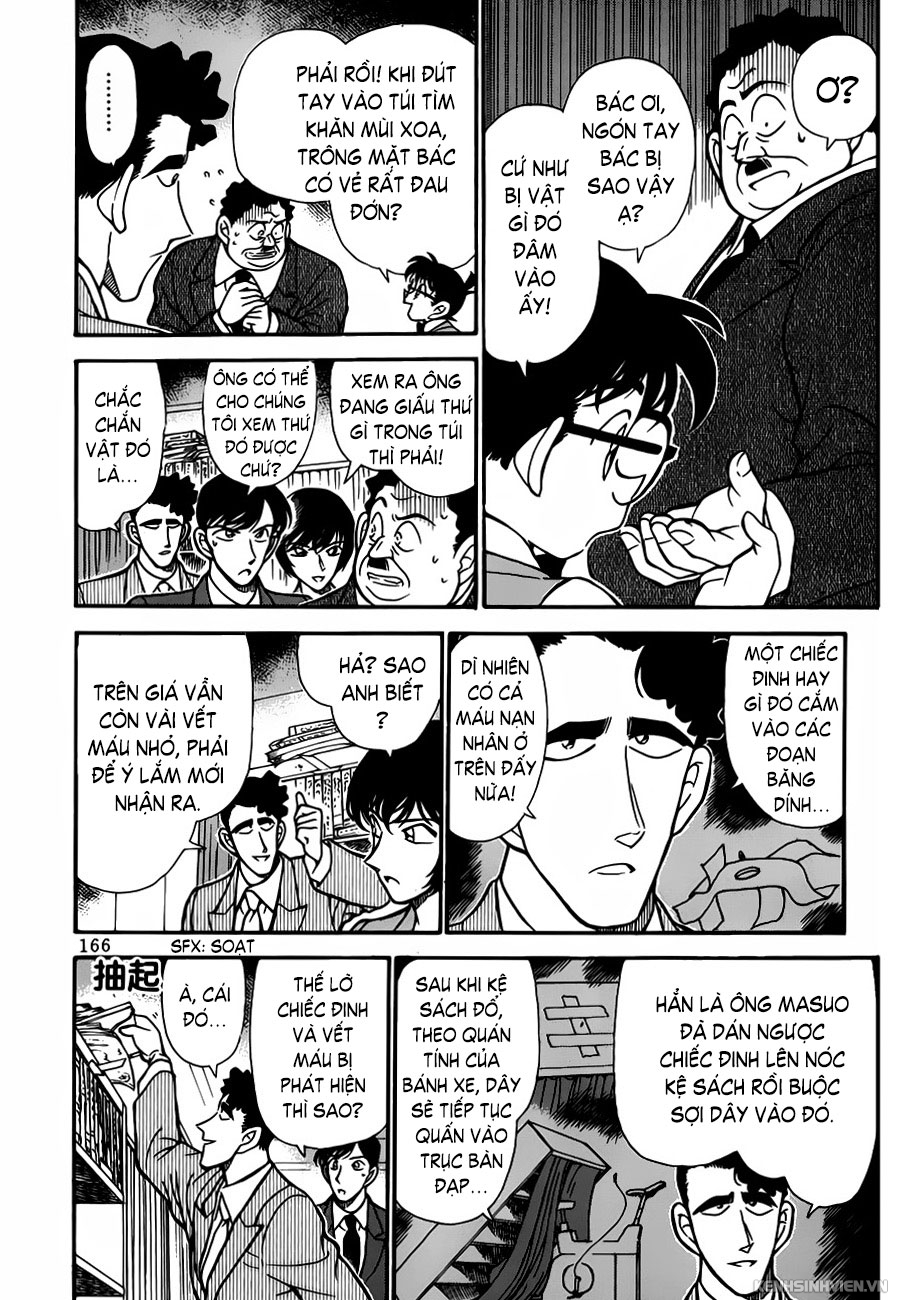 Ơ?
BÁC ƠI,
NGÓN TAY
BÁC BỊ
SAO VẬY
Ạ?
CỨ NHƯ
BỊ VẬT
GÌ ĐÓ
ĐÂM
VÀO
ẤY!
PHẢI RỒI! KHI ĐÚT
TAY VÀO TÚI TÌM
KHĂN MÙI XOA,
TRÔNG MẶT BÁC
CÓ VẺ RẤT ĐAU
ĐỚN?
.........
XEM RA ÔNG
ĐANG GIẤU THỨ
GÌ TRONG TÚI
THÌ PHẢI!
ÔNG CÓ THỂ
CHO CHÚNG
TÔI XEM THỨ
ĐÓ ĐƯỢC
CHỨ?
CHẮC
CHẮN
VẬT ĐÓ
LÀ...
MỘT CHIẾC
ĐINH HAY
GÌ ĐÓ CẮM
VÀO CÁC
ĐOẠN
BĂNG
DÍNH...
DĨ NHIÊN
CÓ CẢ
MÁU NẠN
NHÂN Ở
TRÊN ĐẤY
NỮA!
HẢ? SAO
ANH BIẾT
?
TRÊN GIÁ VẪN
CÒN VÀI VẾT
MÁU NHỎ, PHẢI
ĐỂ Ý LẮM MỚI
NHẬN RA.
166
SFX: SOẠT
抽起
HẲN LÀ ÔNG MASUO
ĐÃ DÁN NGƯỢC
CHIẾC ĐINH LÊN NÓC
KỆ SÁCH RỒI BUỘC
SỢI DÂY VÀO ĐÓ.
SAU KHI KỆ
SÁCH ĐỔ,
THEO QUÁN
TÍNH CỦA
BÁNH XE, DÂY
SẼ TIẾP TỤC
QUẤN VÀO
TRỤC BÀN
ĐẠP...
THẾ LỠ
CHIẾC ĐINH
VÀ VẾT
MÁU BỊ
PHÁT HIỆN
THÌ SAO?
À, CÁI
ĐÓ...
KENHSINHVIEN.VN